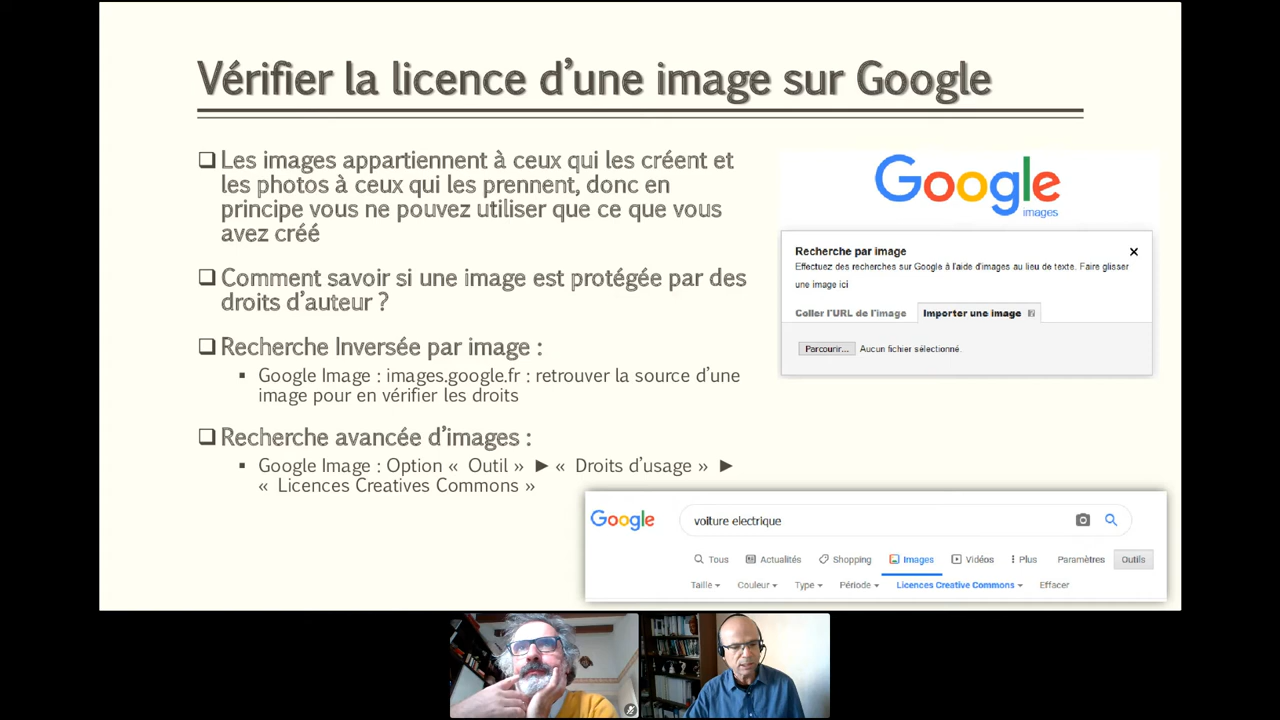 Vérifier la licence d'une image sur Google
❑ Les images appartiennent à ceux qui les créent et
les photos à ceux qui les prennent, donc en
principe vous ne pouvez utiliser que ce que vous
avez créé
❑ Comment savoir si une image est protégée par des
droits d'auteur ?
❑ Recherche Inversée par image :
▪ Google Image : images.google.fr : retrouver la source d'une
image pour en vérifier les droits
❑ Recherche avancée d'images :
▪ Google Image : Option « Outil » ► « Droits d'usage » ►
« Licences Creatives Commons »
Google
images
Recherche par image
Effectuez des recherches sur Google à l'aide d'images au lieu de texte. Faire glisser
une image ici
Coller l'URL de l'image Importer une image
Parcourir... Aucun fichier sélectionné.
Google voiture electrique
Tous Actualités Shopping Images Vidéos Plus Paramètres Outils
Taille Couleur Type Période Licences Creative Commons Effacer